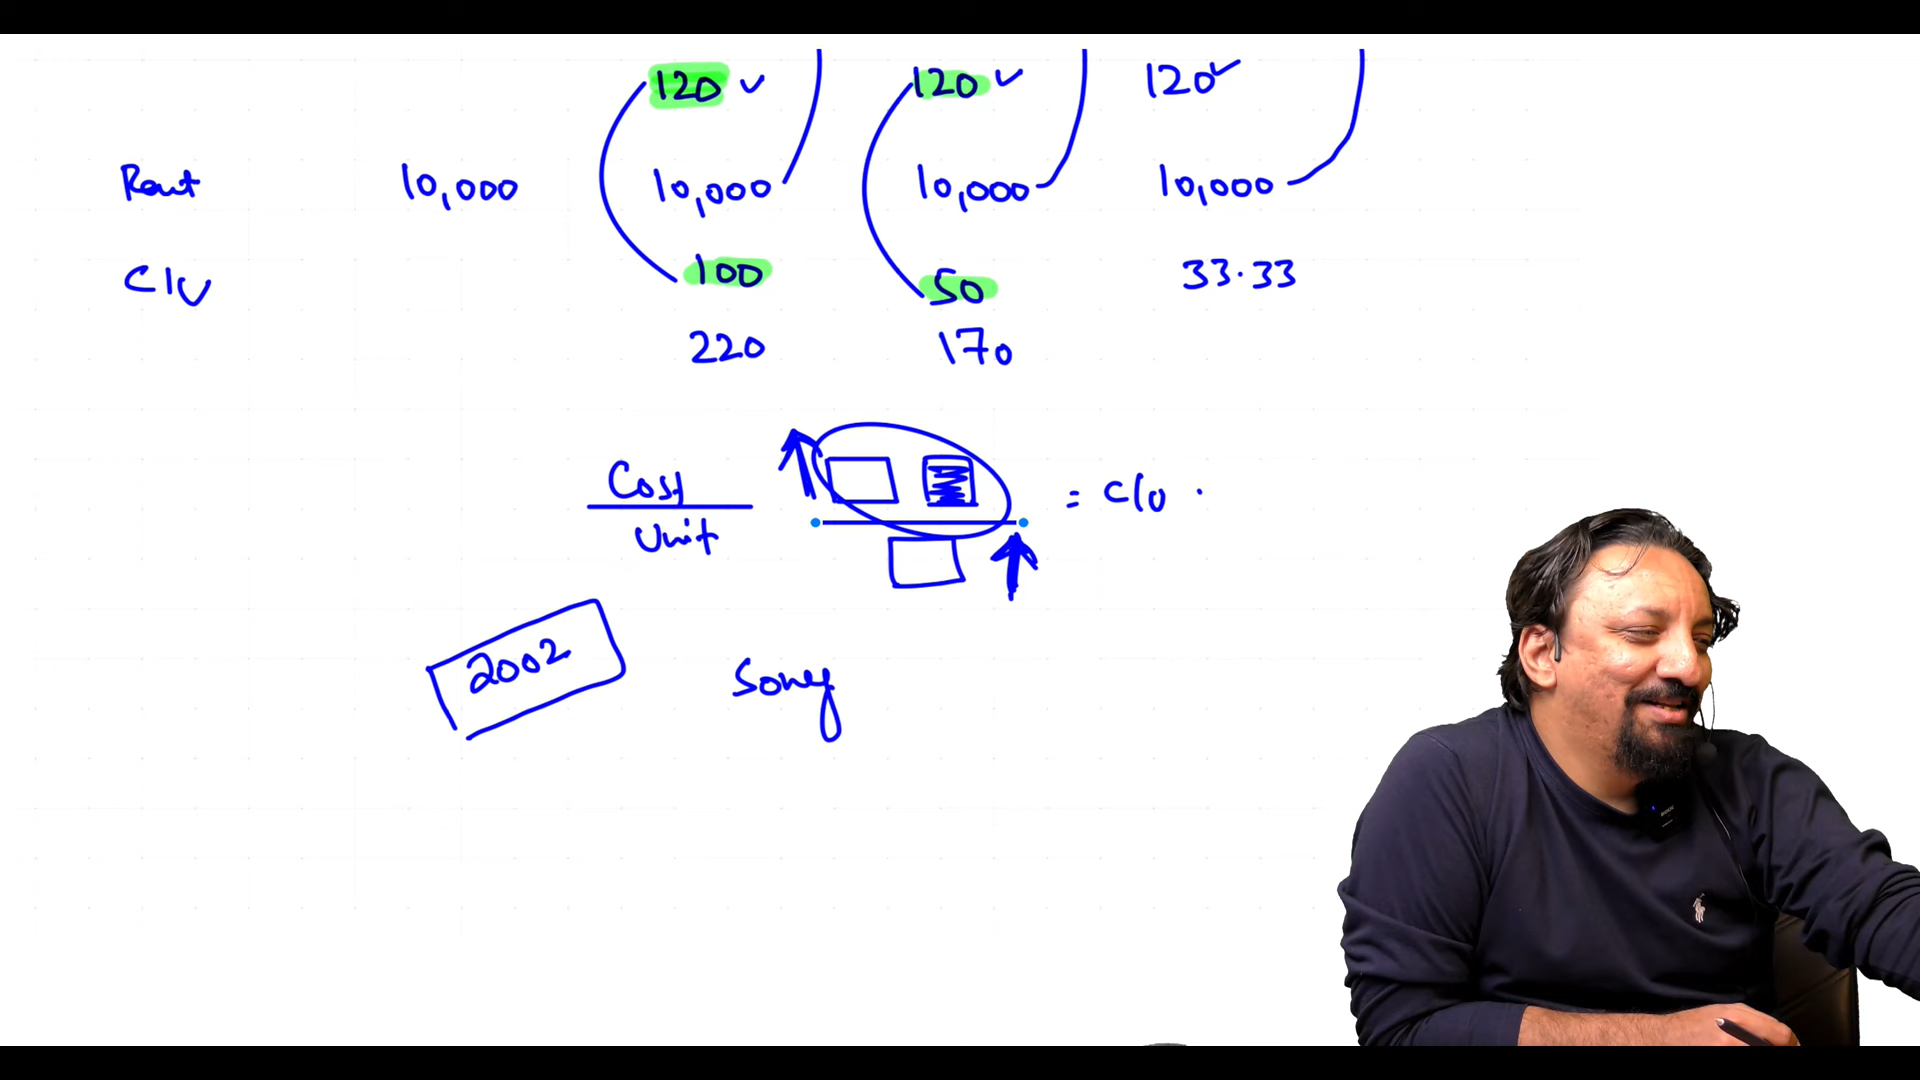 120 ✓ 120 ✓ 120 ✓
Rent 10,000 10,000 10,000 10,000
C/U 100 50 33.33
220 170
Cost
Unit
= C/U .
2002 Sony